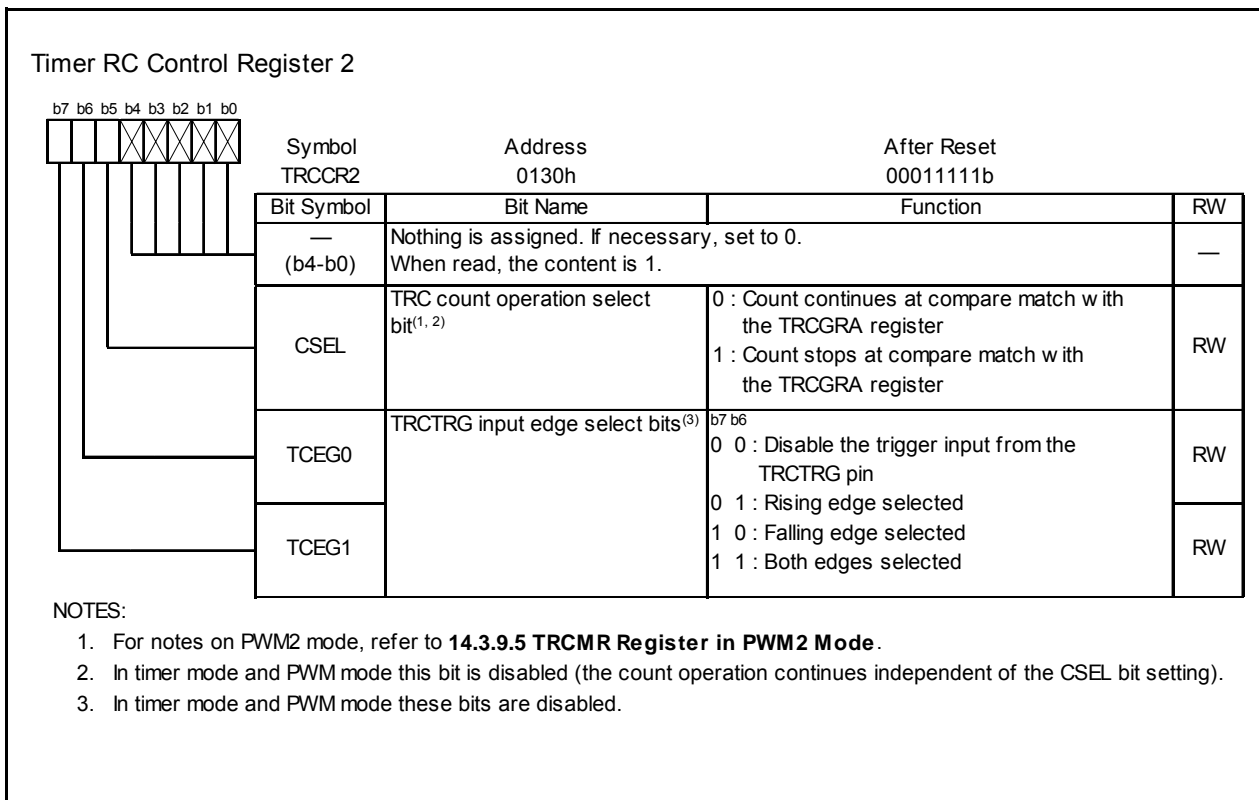 Timer RC Control Register 2
b7 b6 b5 b4 b3 b2 b1 b0
Symbol Address After Reset
TRCCR2 0130h 00011111b
Bit Symbol Bit Name Function RW
—
(b4-b0)
Nothing is assigned. If necessary, set to 0.
When read, the content is 1.
—
CSEL
TRC count operation select
bit(1, 2)
0 : Count continues at compare match with
the TRCGRA register
1 : Count stops at compare match with
the TRCGRA register
RW
TCEG0
TRCTRG input edge select bits(3)
b7 b6
0 0 : Disable the trigger input from the
TRCTRG pin
0 1 : Rising edge selected
1 0 : Falling edge selected
1 1 : Both edges selected
RW
TCEG1
RW
NOTES:
1. For notes on PWM2 mode, refer to 14.3.9.5 TRCMR Register in PWM2 Mode.
2. In timer mode and PWM mode this bit is disabled (the count operation continues independent of the CSEL bit setting).
3. In timer mode and PWM mode these bits are disabled.